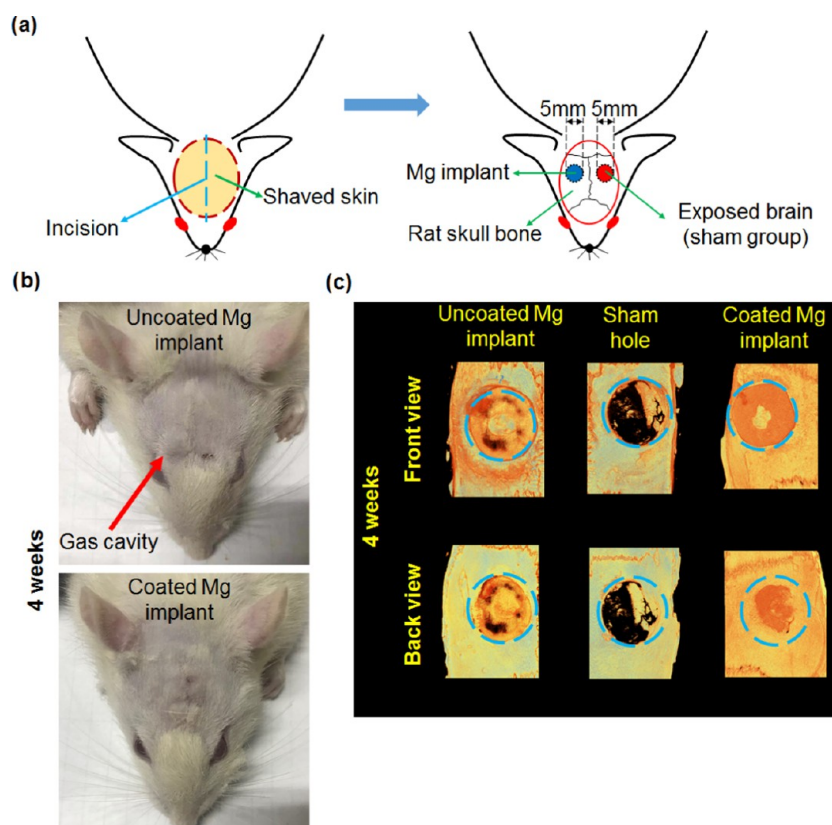 (a)
5mm 5mm
Mg implant
Shaved skin
Incision
Rat skull bone
Exposed brain
(sham group)
(b)
Uncoated Mg
implant
Gas cavity
4 weeks
Coated Mg
implant
(c)
Uncoated Mg
implant
Sham
hole
Coated Mg
implant
4 weeks
Front view
Back view